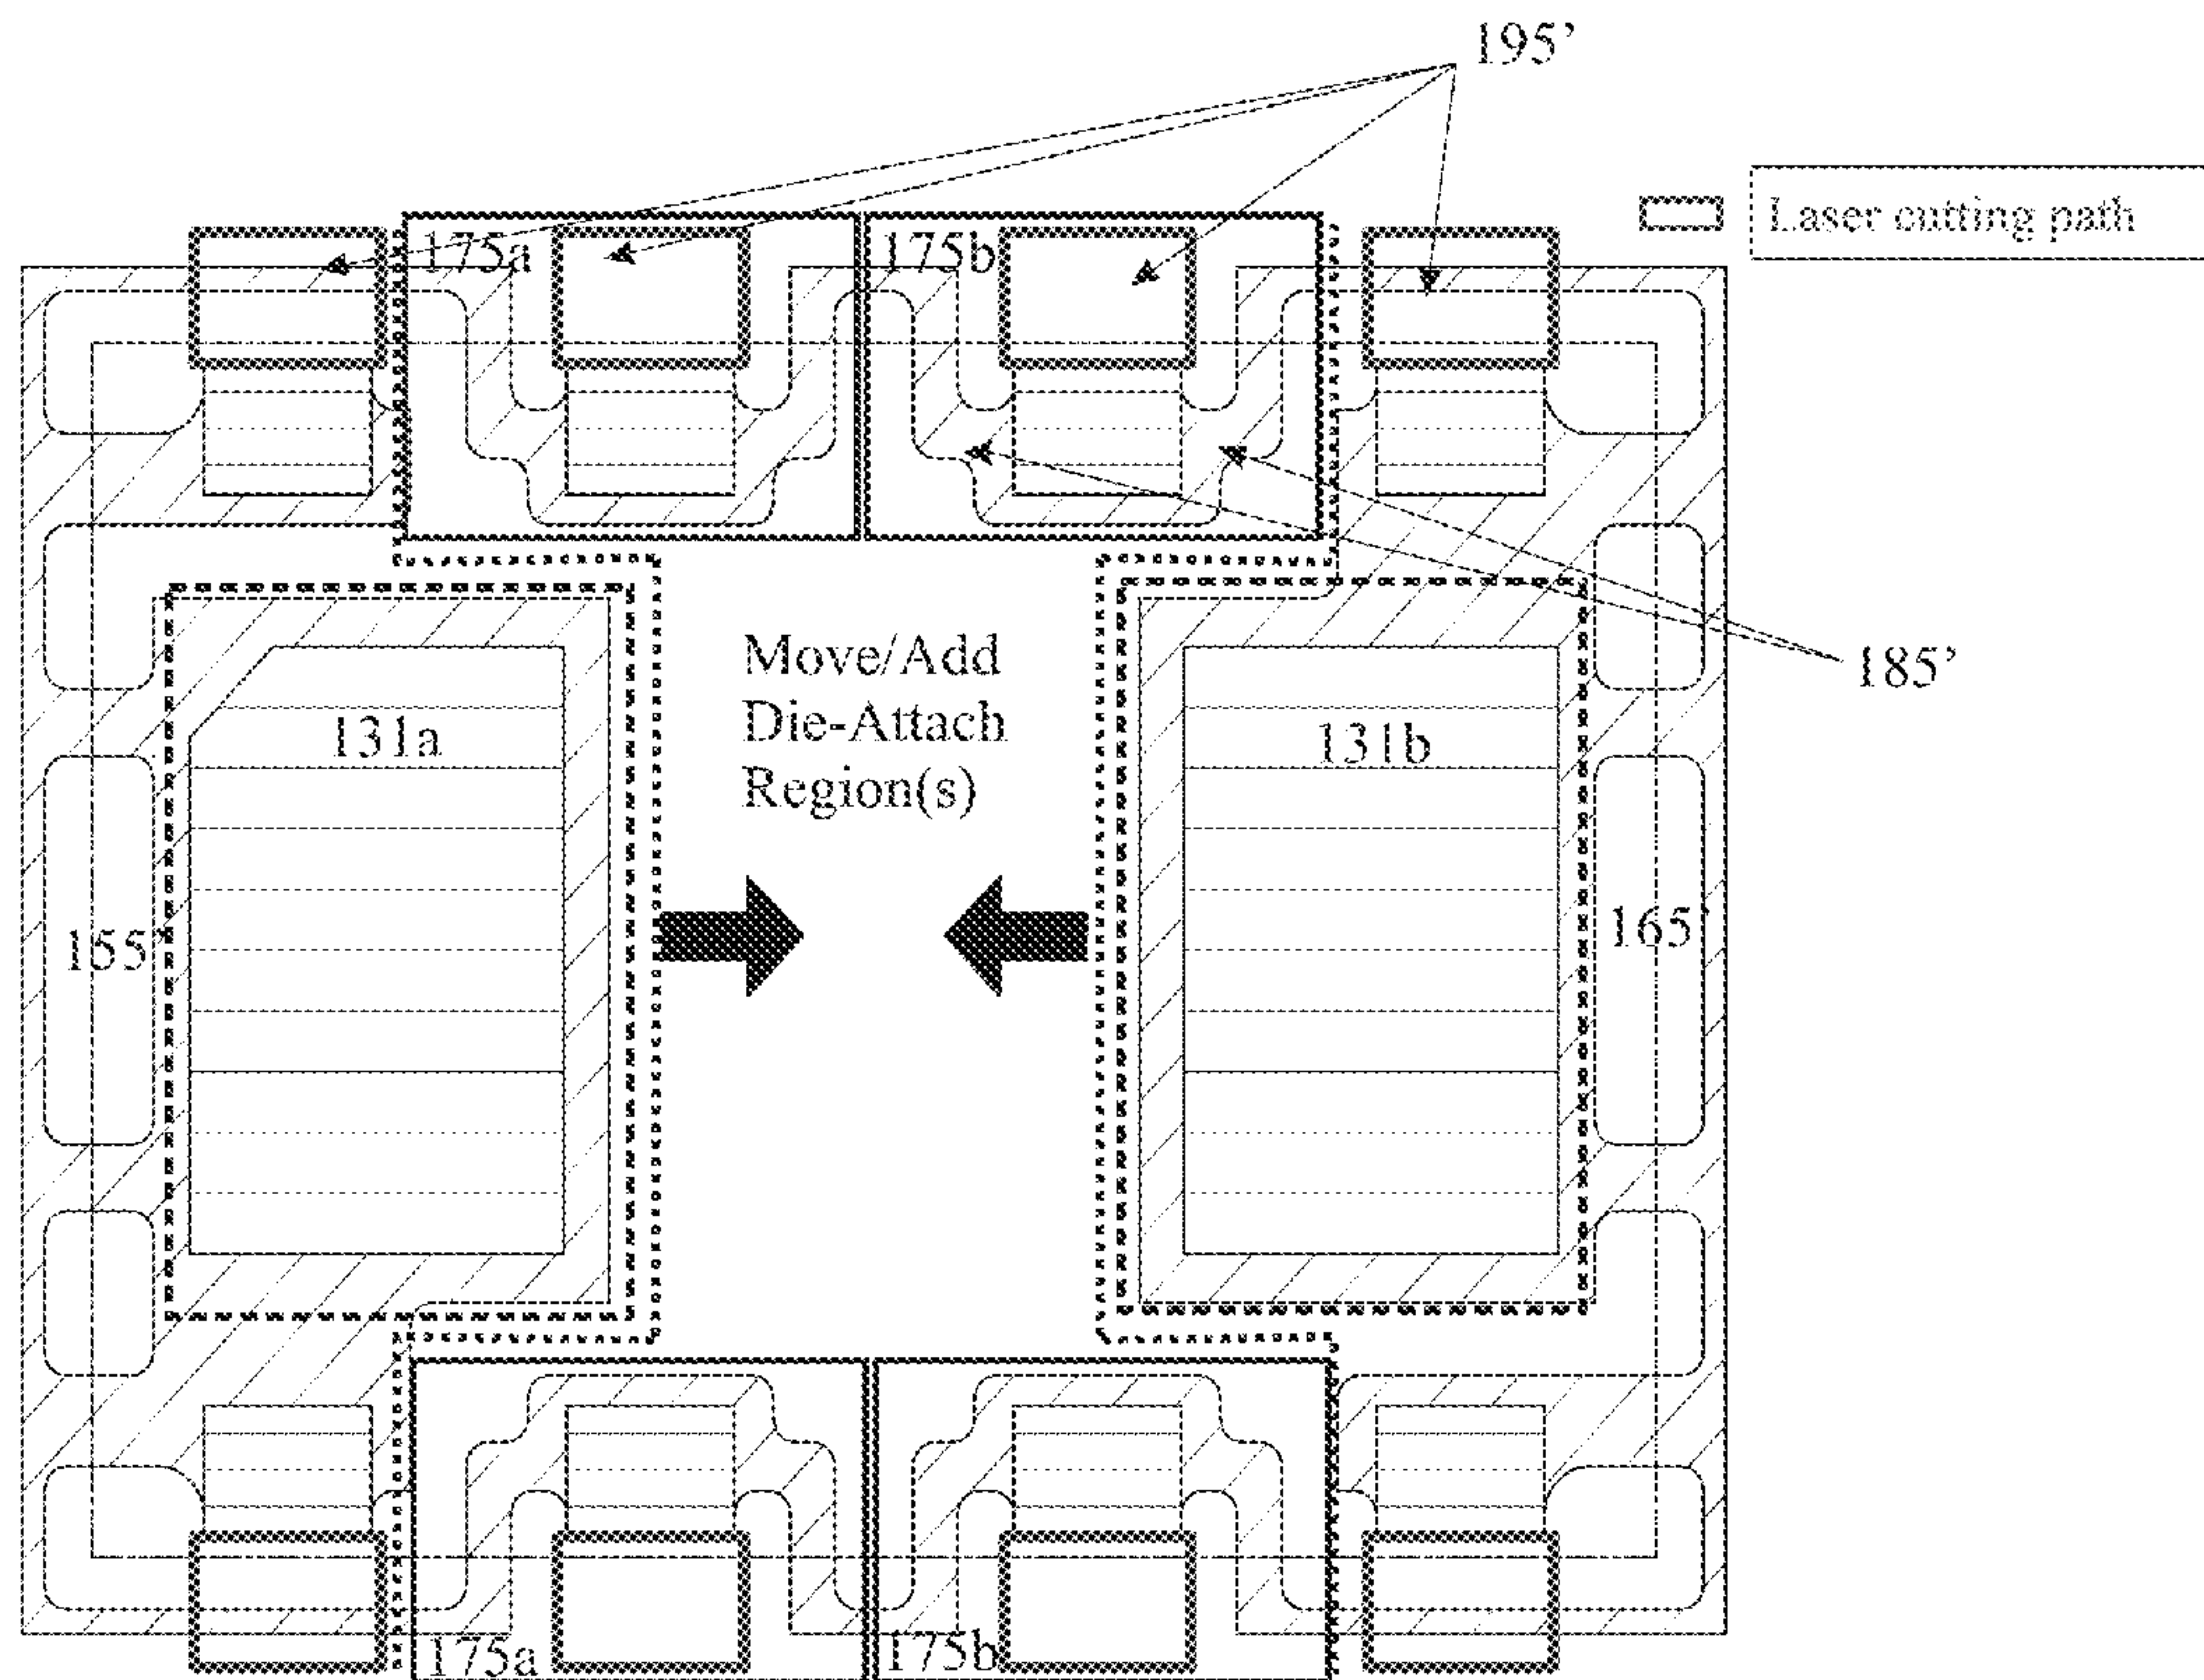 195’
Laser cutting path
175a
175b
Move/Add
Die-Attach
Region(s)
185’
131a
131b
155’
165’
175a
175b